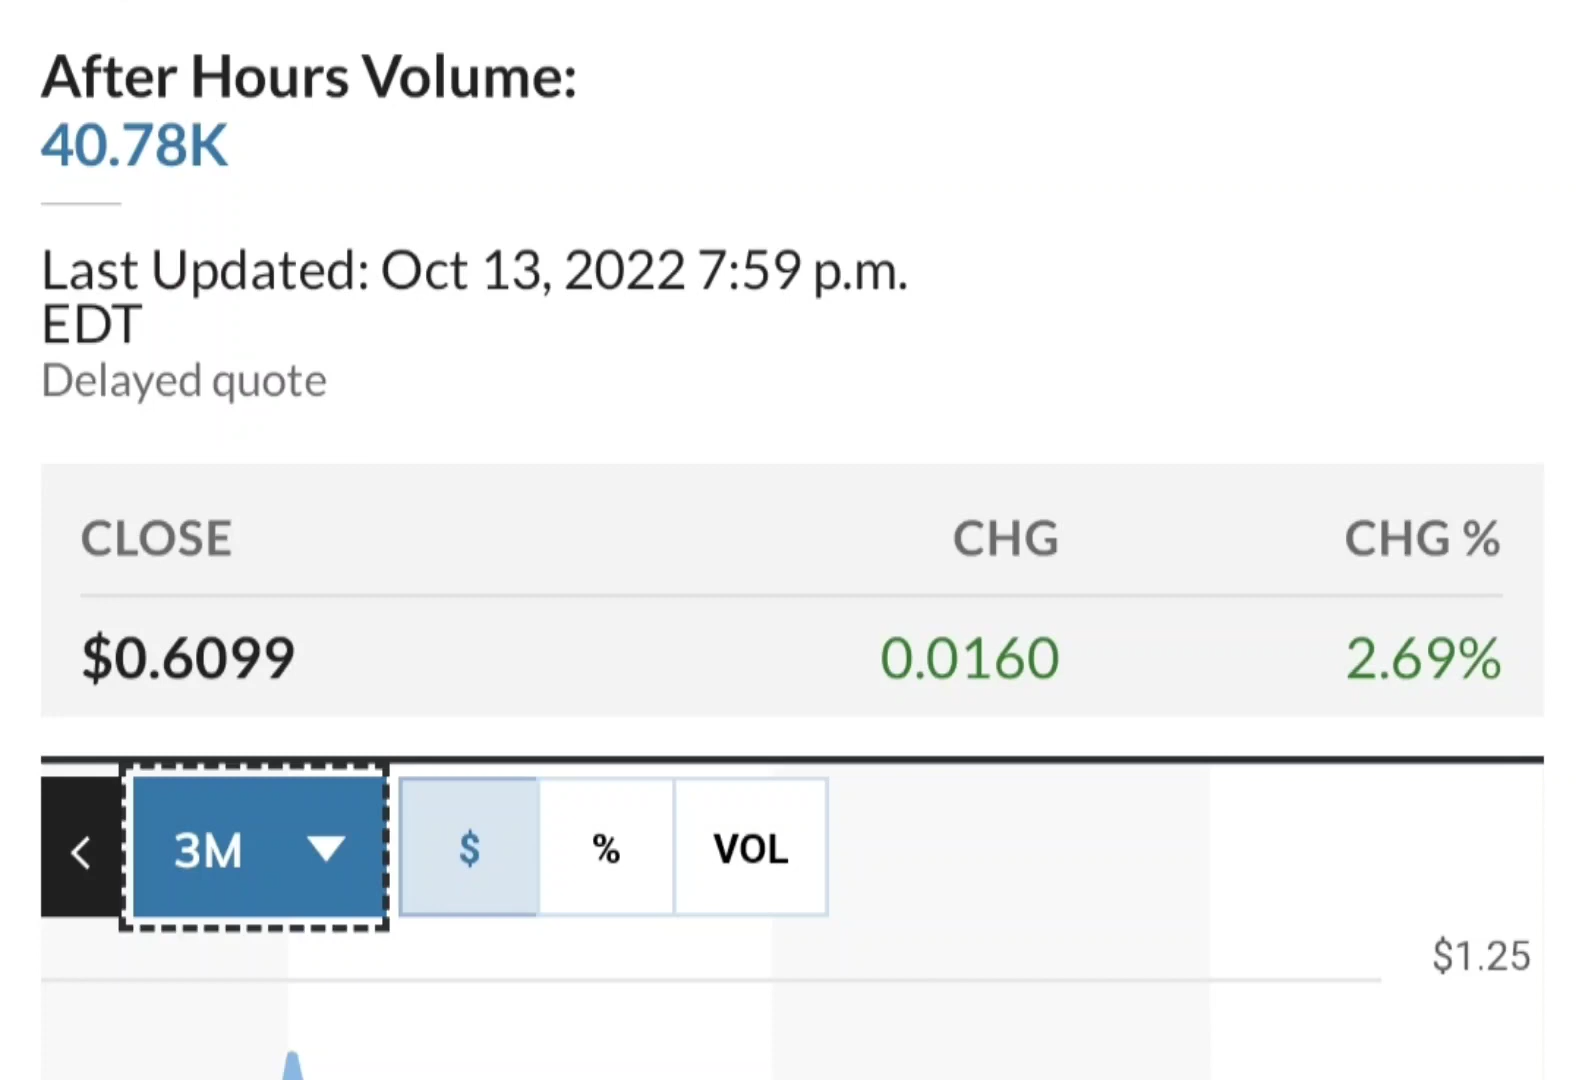 After Hours Volume:
40.78K
Last Updated: Oct 13, 2022 7:59 p.m.
EDT
Delayed quote
CLOSE CHG CHG %
$0.6099 0.0160 2.69%
3M $ % VOL
$1.25